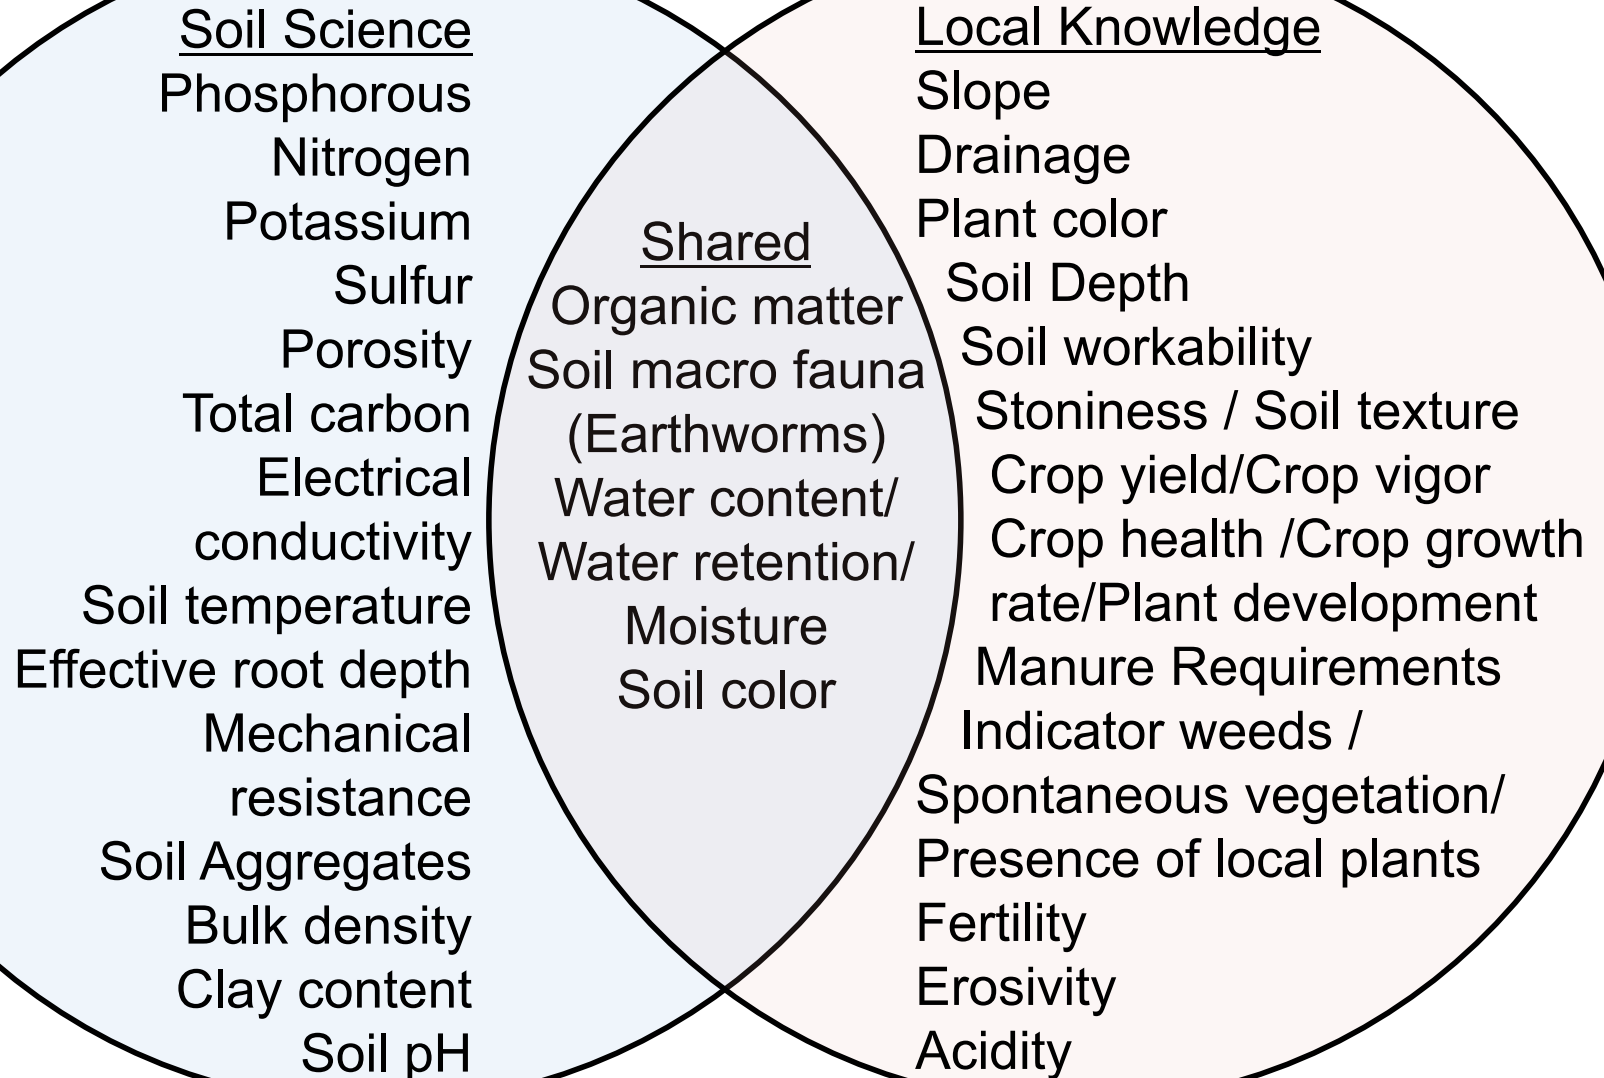 Soil Science
Phosphorous
Nitrogen
Potassium
Sulfur
Porosity
Total carbon
Electrical
conductivity
Soil temperature
Effective root depth
Mechanical
resistance
Soil Aggregates
Bulk density
Clay content
Soil pH
Shared
Organic matter
Soil macro fauna
(Earthworms)
Water content/
Water retention/
Moisture
Soil color
Local Knowledge
Slope
Drainage
Plant color
Soil Depth
Soil workability
Stoniness / Soil texture
Crop yield/Crop vigor
Crop health /Crop growth
rate/Plant development
Manure Requirements
Indicator weeds /
Spontaneous vegetation/
Presence of local plants
Fertility
Erosivity
Acidity